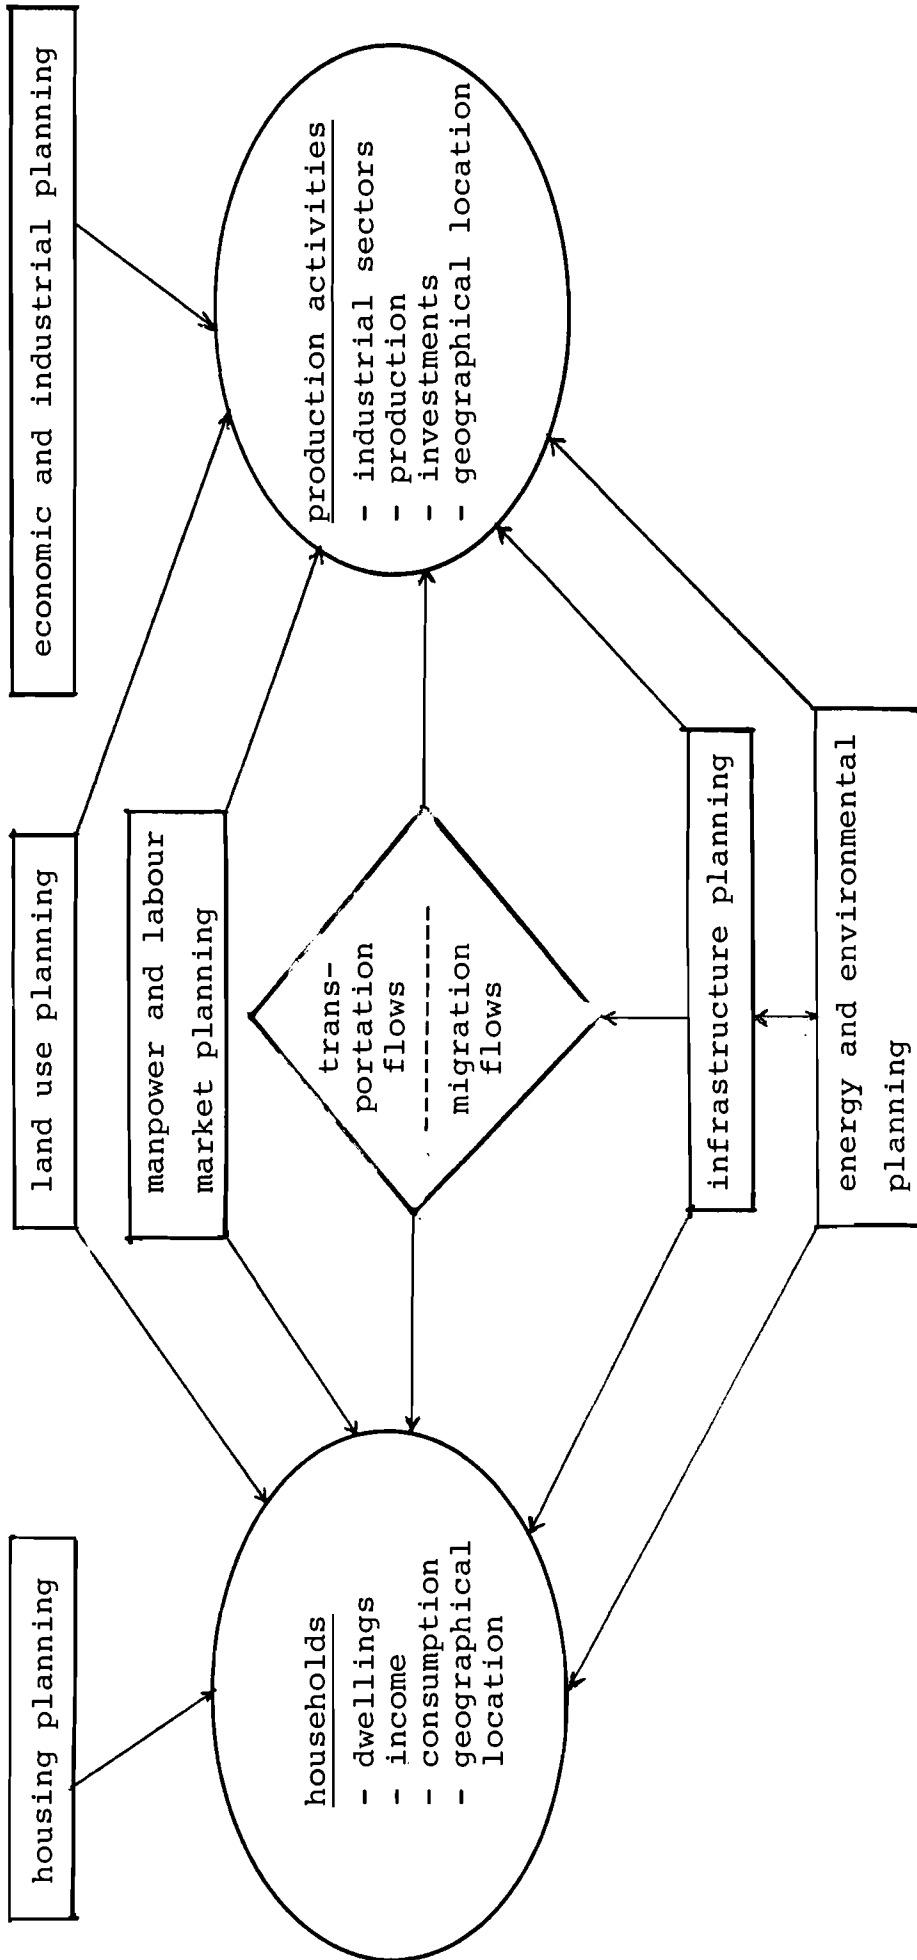 housing planning
land use planning
economic and industrial planning
manpower and labour
market planning
households
- dwellings
- income
- consumption
- geographical
location
trans-
portation
flows
----------
migration
flows
production activities
- industrial sectors
- production
- investments
- geographical location
infrastructure planning
energy and environmental
planning